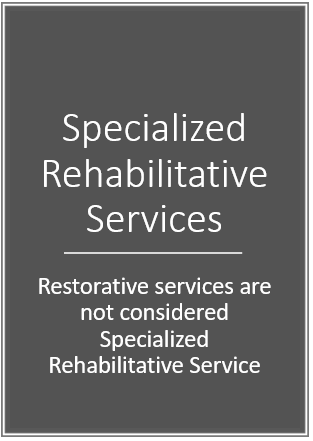 Specialized
Rehabilitative
Services
Restorative services are
not considered
Specialized
Rehabilitative Service